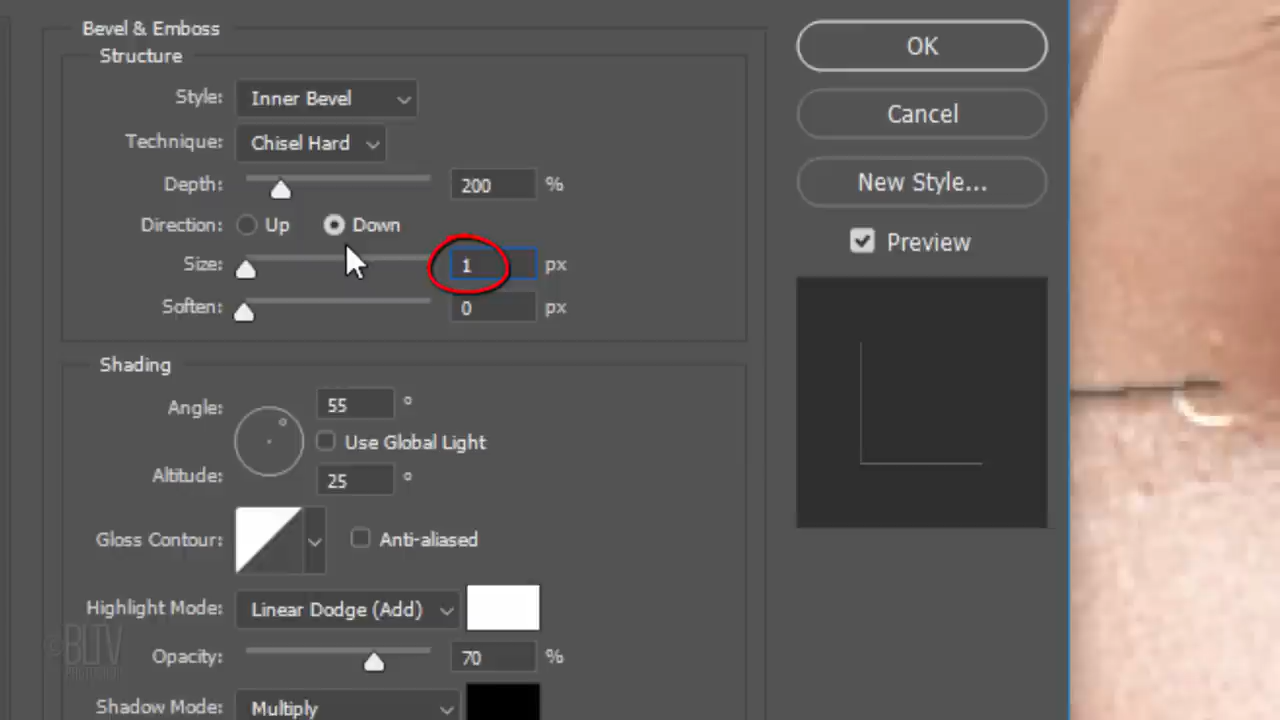 Bevel & Emboss
Structure
Style: Inner Bevel
Technique: Chisel Hard
Depth: 200 %
Direction: Up Down
Size: 1 px
Soften: 0 px
Shading
Angle: 55 °
Use Global Light
Altitude: 25 °
Gloss Contour: Anti-aliased
Highlight Mode: Linear Dodge (Add)
Opacity: 70 %
Shadow Mode: Multiply
OK
Cancel
New Style...
Preview
©BLTV
PHOTOSHOP